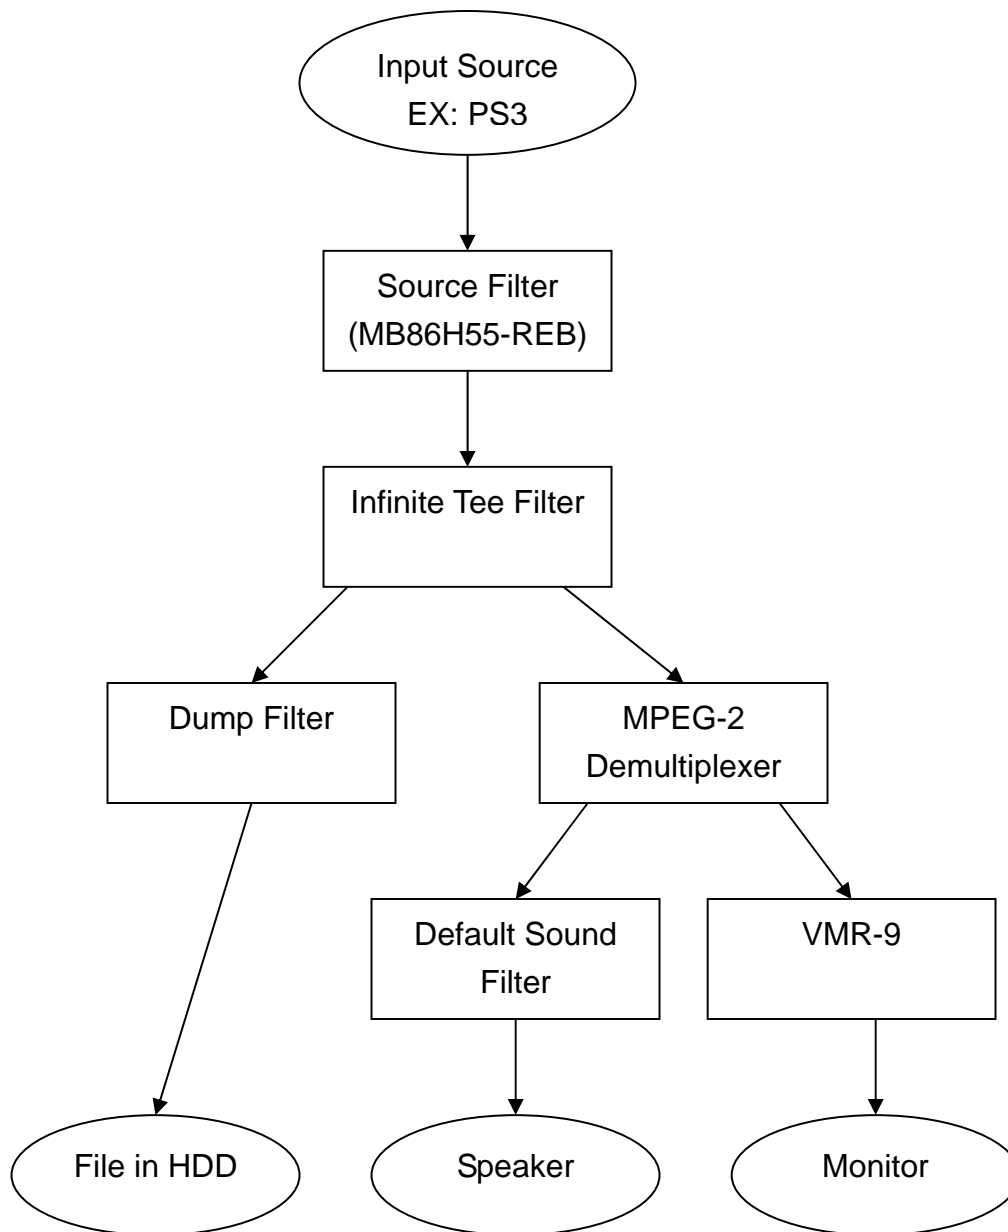 Input Source
EX: PS3
Source Filter
(MB86H55-REB)
Infinite Tee Filter
Dump Filter
MPEG-2
Demultiplexer
Default Sound
Filter
VMR-9
File in HDD
Speaker
Monitor